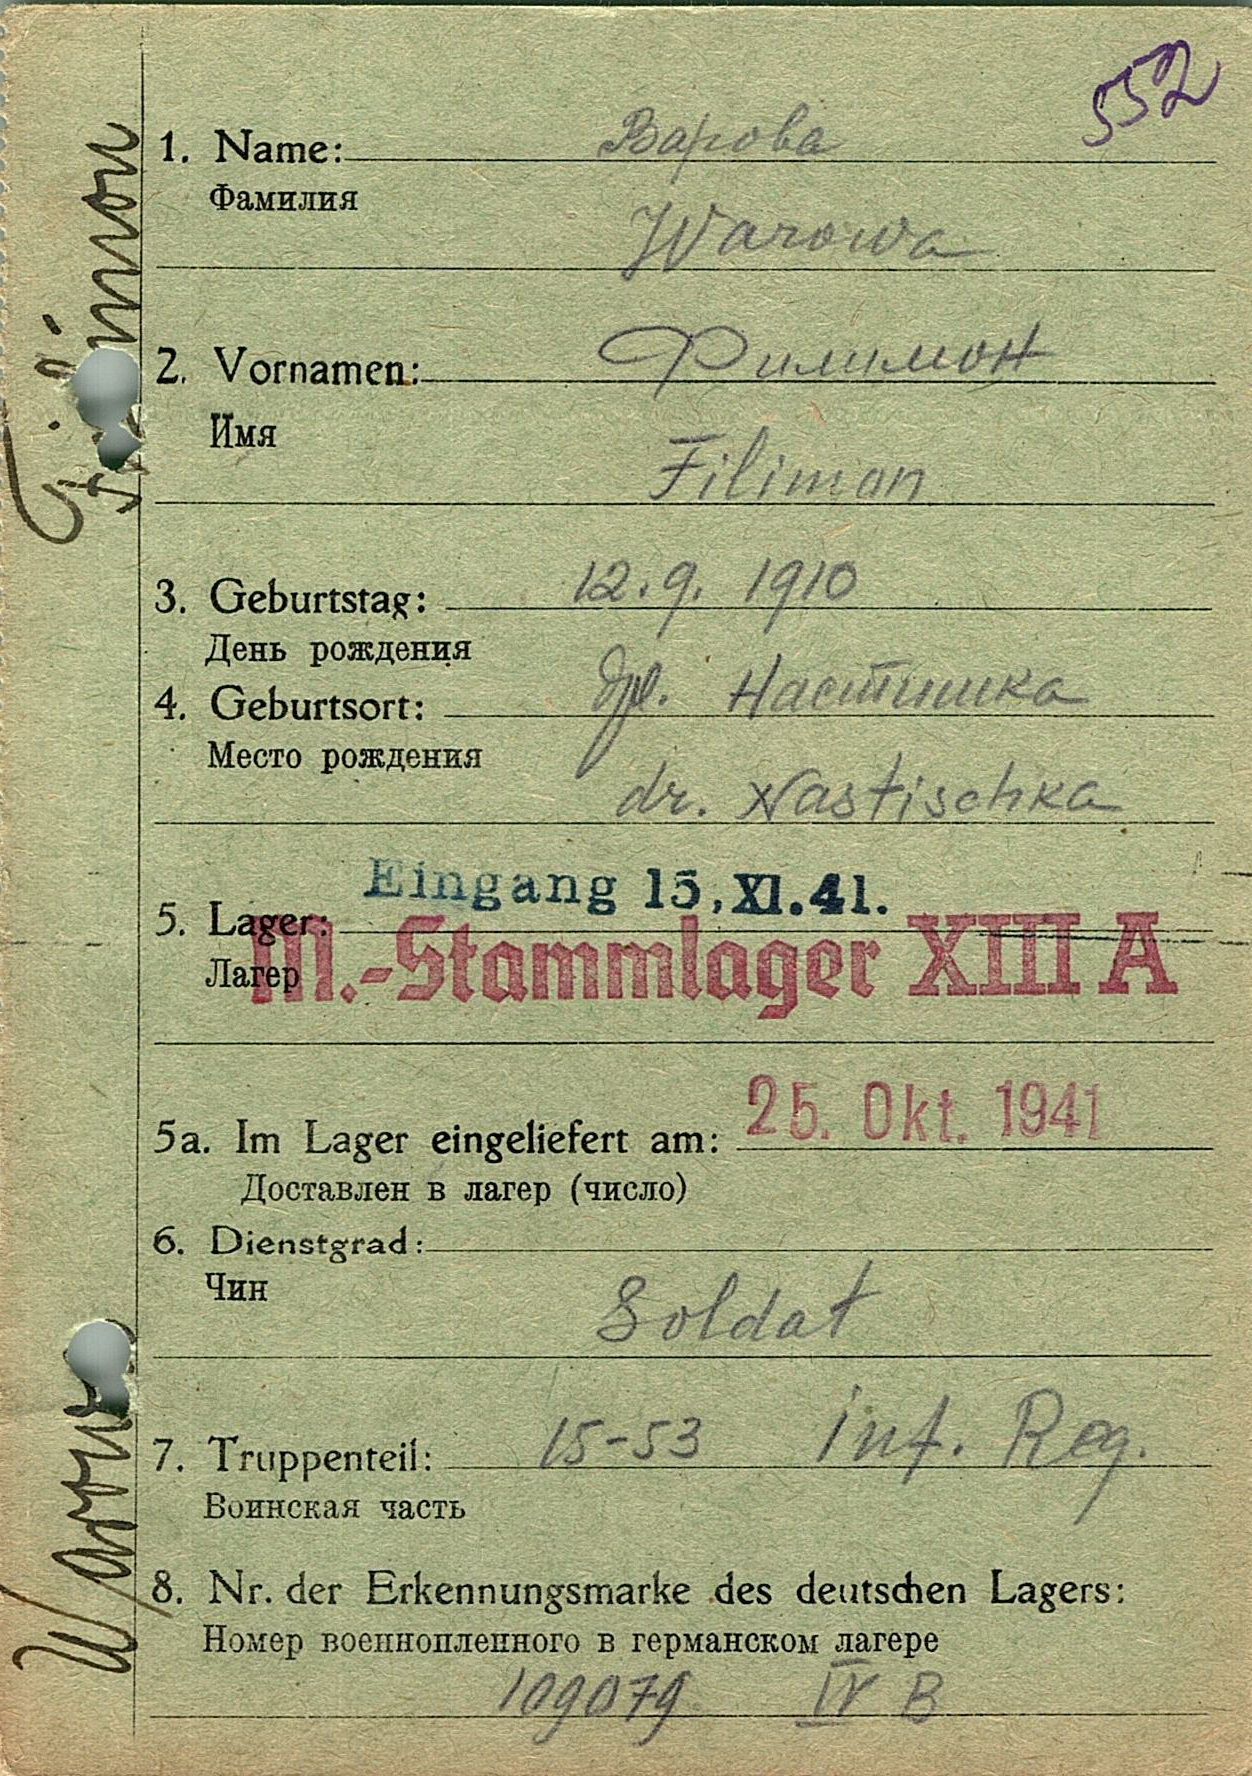 552
1. Name: Варова
Фамилия
Warowa
2. Vornamen: Филимон
Имя
Filimon
3. Geburtstag: 12.9. 1910
День рождения
4. Geburtsort: др. Настишка
Место рождения
dr. Nastischka
Eingang 15. XI. 41.
5. Lager:
Лагер
M.-Stammlager XIII A
5a. Im Lager eingeliefert am: 25. Okt. 1941
Доставлен в лагер (число)
6. Dienstgrad:
Чин
Soldat
7. Truppenteil: 15-53 inf. Reg.
Воинская часть
8. Nr. der Erkennungsmarke des deutschen Lagers:
Номер военнопленного в германском лагере
109079 IV B
Warowa Filimon